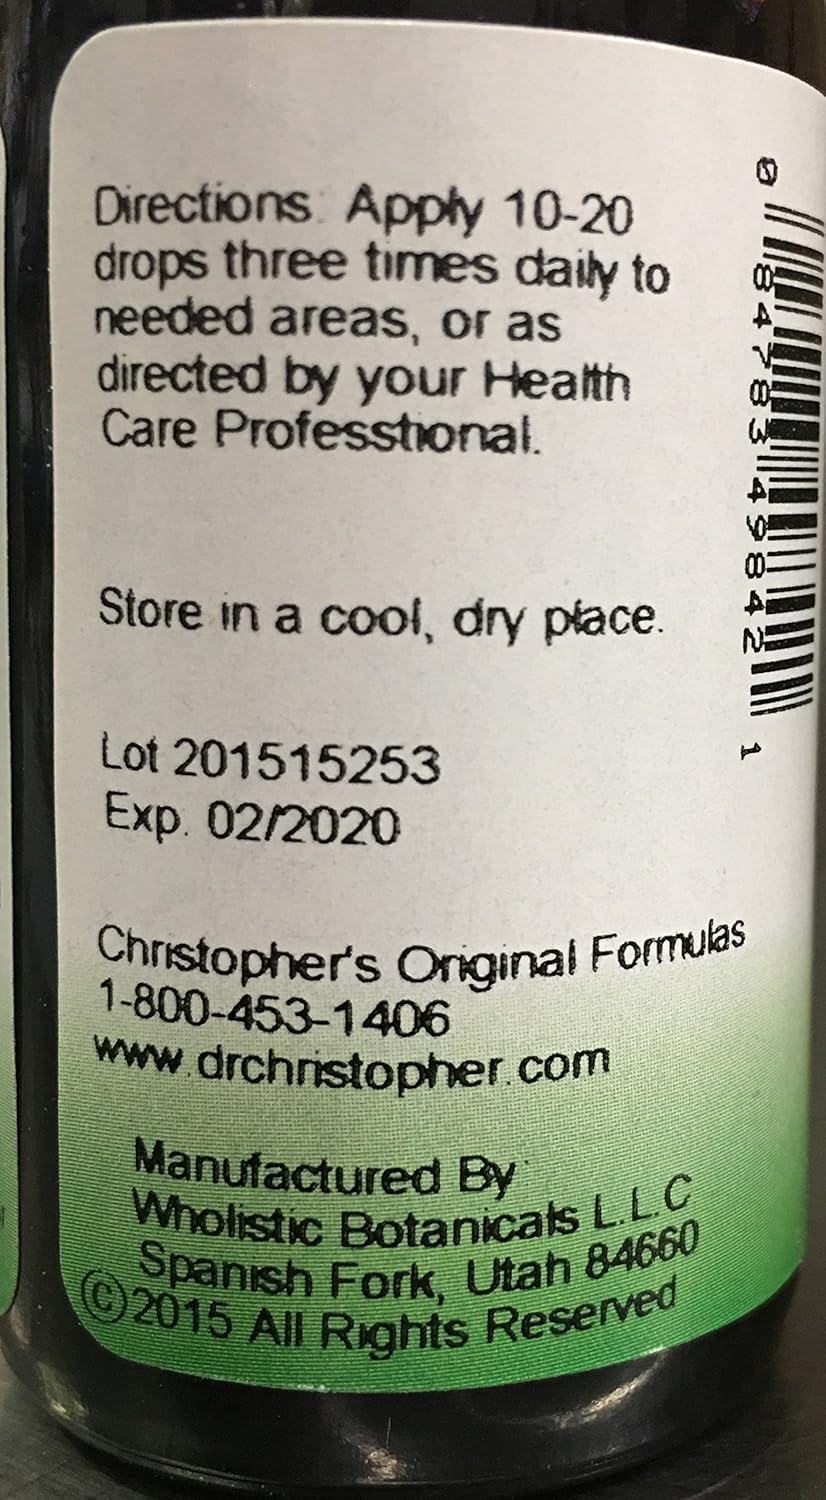 Directions: Apply 10-20
drops three times daily to
needed areas, or as
directed by your Health
Care Professtional.
Store in a cool, dry place.
Lot 201515253
Exp. 02/2020
Christopher's Original Formulas
1-800-453-1406
www.drchristopher.com
Manufactured By:
Wholistic Botanicals L.L.C
Spanish Fork, Utah 84660
©2015 All Rights Reserved
0 84783 49842 1